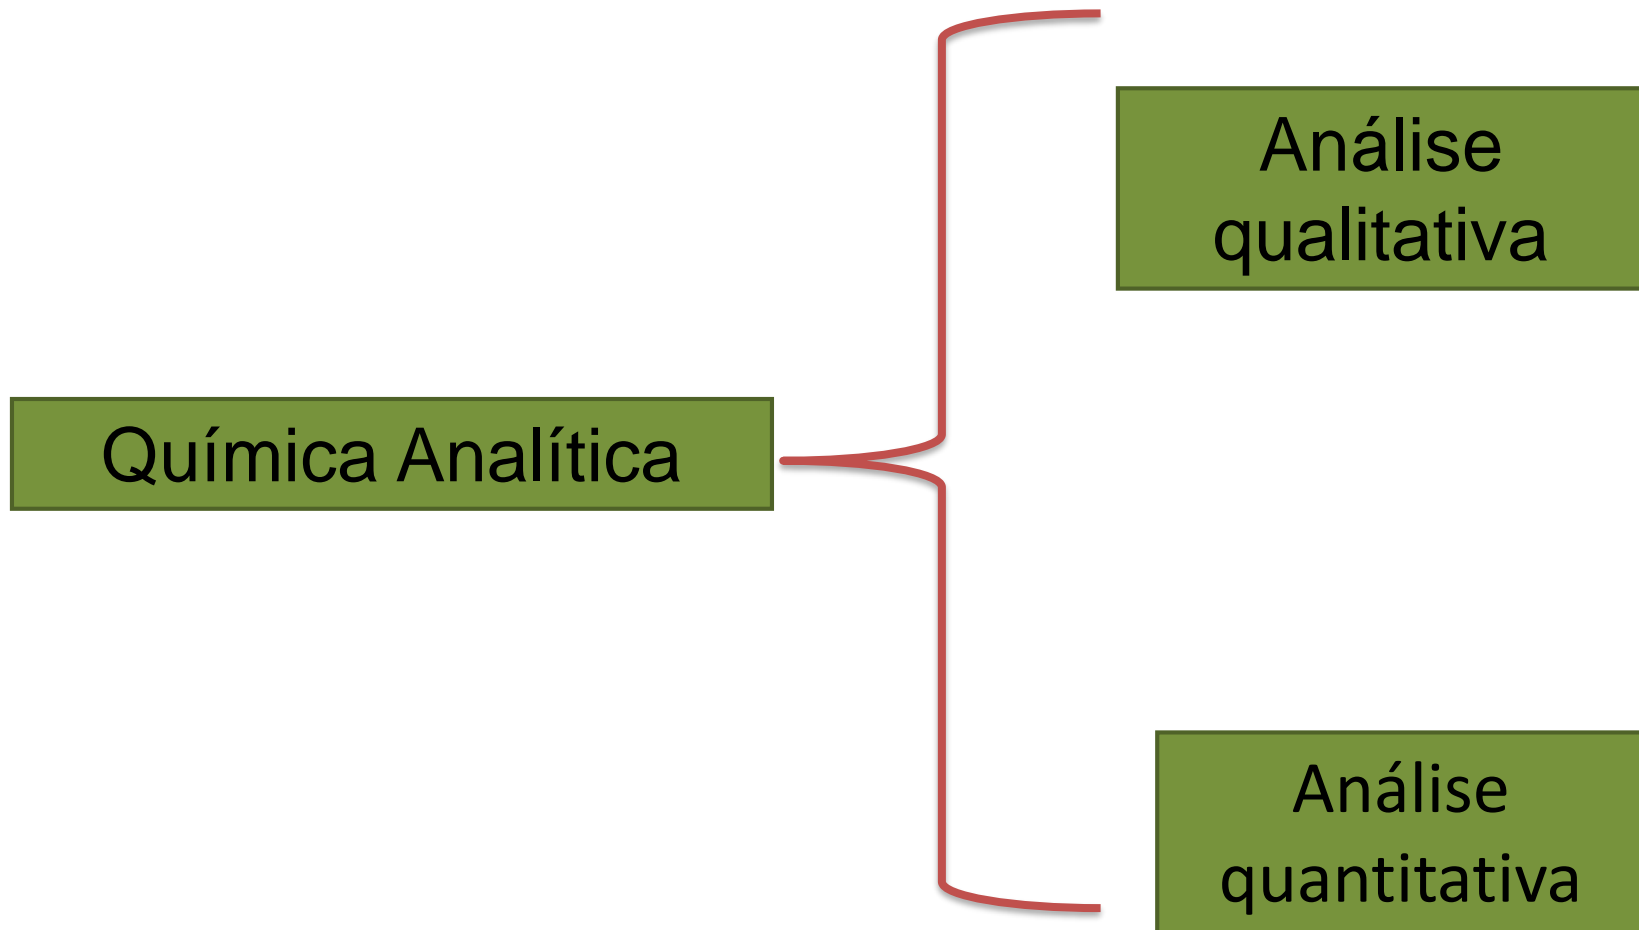 Análise
qualitativa
Química Analítica
Análise
quantitativa